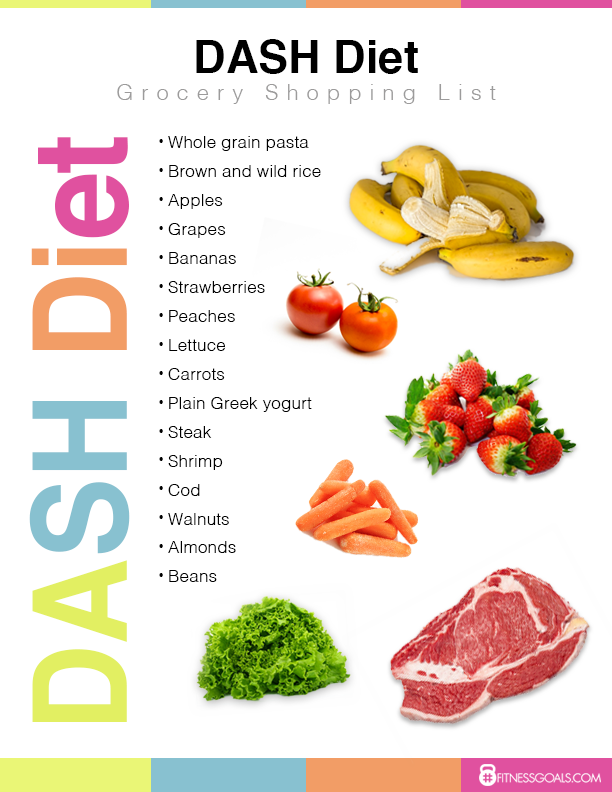 DASH Diet
Grocery Shopping List
DASH Diet
• Whole grain pasta
• Brown and wild rice
• Apples
• Grapes
• Bananas
• Strawberries
• Peaches
• Lettuce
• Carrots
• Plain Greek yogurt
• Steak
• Shrimp
• Cod
• Walnuts
• Almonds
• Beans
#FITNESSGOALS.COM